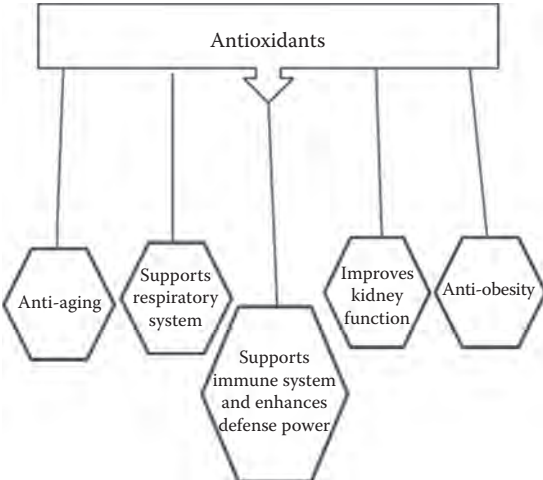 Antioxidants
Anti-aging
Supports
respiratory
system
Supports
immune system
and enhances
defense power
Improves
kidney
function
Anti-obesity